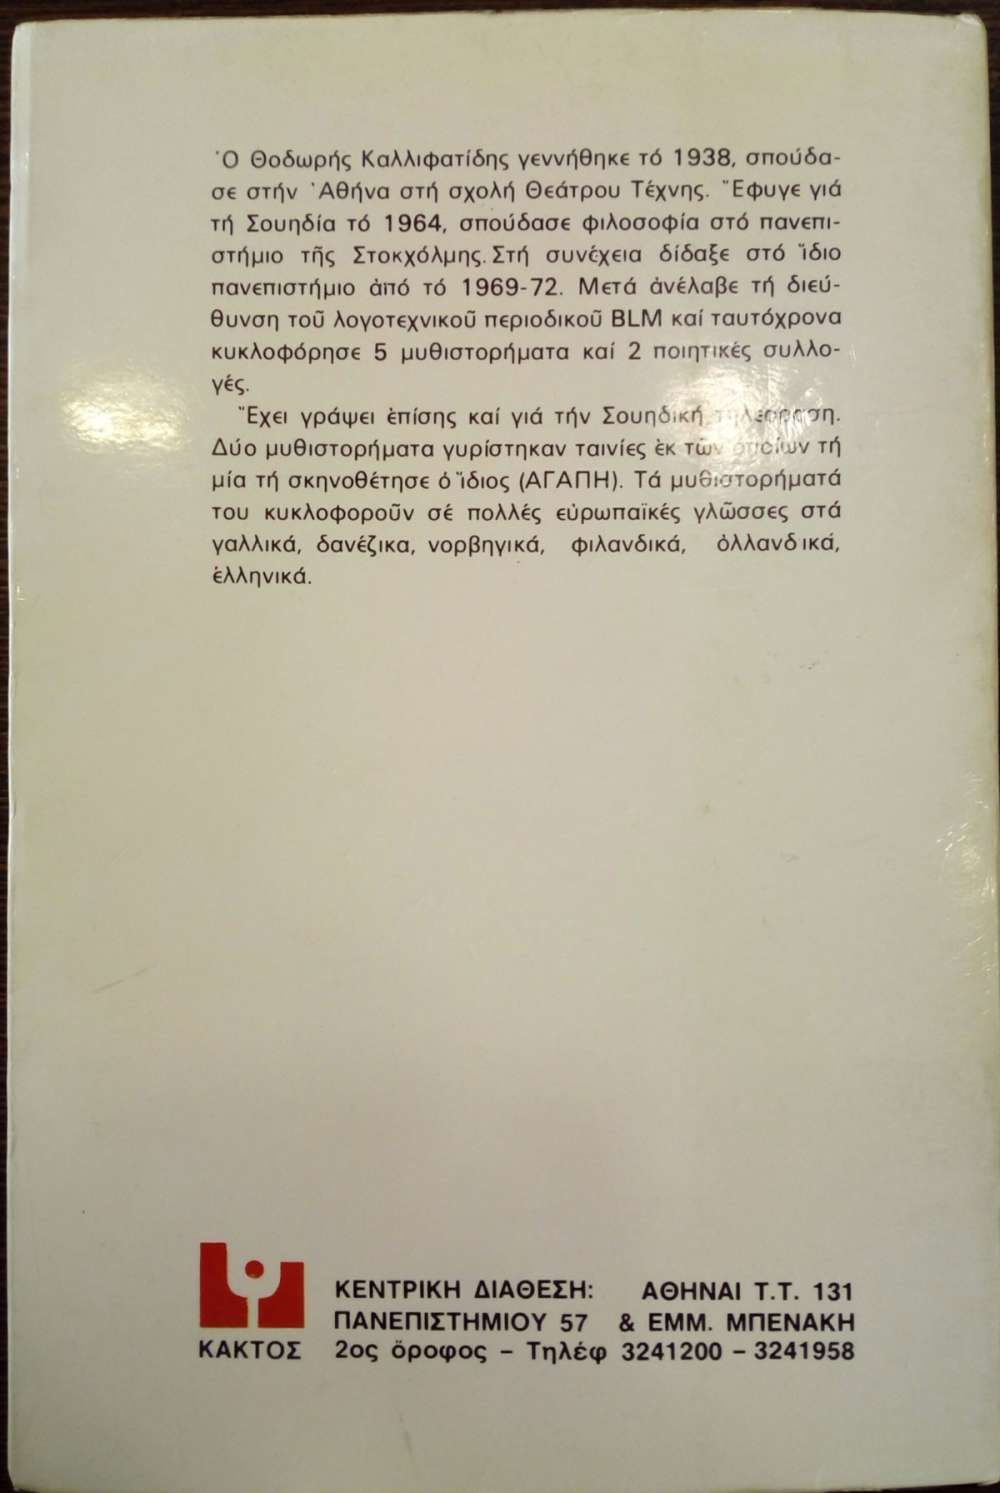 Ὁ Θοδωρής Καλλιφατίδης γεννήθηκε τό 1938, σπούδα-
σε στήν Ἀθήνα στή σχολή Θεάτρου Τέχνης. Ἔφυγε γιά
τή Σουηδία τό 1964, σπούδασε φιλοσοφία στό πανεπι-
στήμιο τῆς Στοκχόλμης. Στή συνέχεια δίδαξε στό ἴδιο
πανεπιστήμιο ἀπό τό 1969-72. Μετά ἀνέλαβε τή διεύ-
θυνση τοῦ λογοτεχνικοῦ περιοδικοῦ BLM καί ταυτόχρονα
κυκλοφόρησε 5 μυθιστορήματα καί 2 ποιητικές συλλο-
γές.
Ἔχει γράψει ἐπίσης καί γιά τήν Σουηδική τηλεόραση.
Δύο μυθιστορήματα γυρίστηκαν ταινίες ἐκ τῶν ὁποίων τή
μία τή σκηνοθέτησε ὁ ἴδιος (ΑΓΑΠΗ). Τά μυθιστορήματά
του κυκλοφοροῦν σέ πολλές εὐρωπαϊκές γλῶσσες στά
γαλλικά, δανέζικα, νορβηγικά, φιλανδικά, ὁλλανδικά,
ἑλληνικά.
ΚΕΝΤΡΙΚΗ ΔΙΑΘΕΣΗ: ΑΘΗΝΑΙ Τ.Τ. 131
ΠΑΝΕΠΙΣΤΗΜΙΟΥ 57 & ΕΜΜ. ΜΠΕΝΑΚΗ
ΚΑΚΤΟΣ 2ος ὄροφος – Τηλέφ 3241200 – 3241958